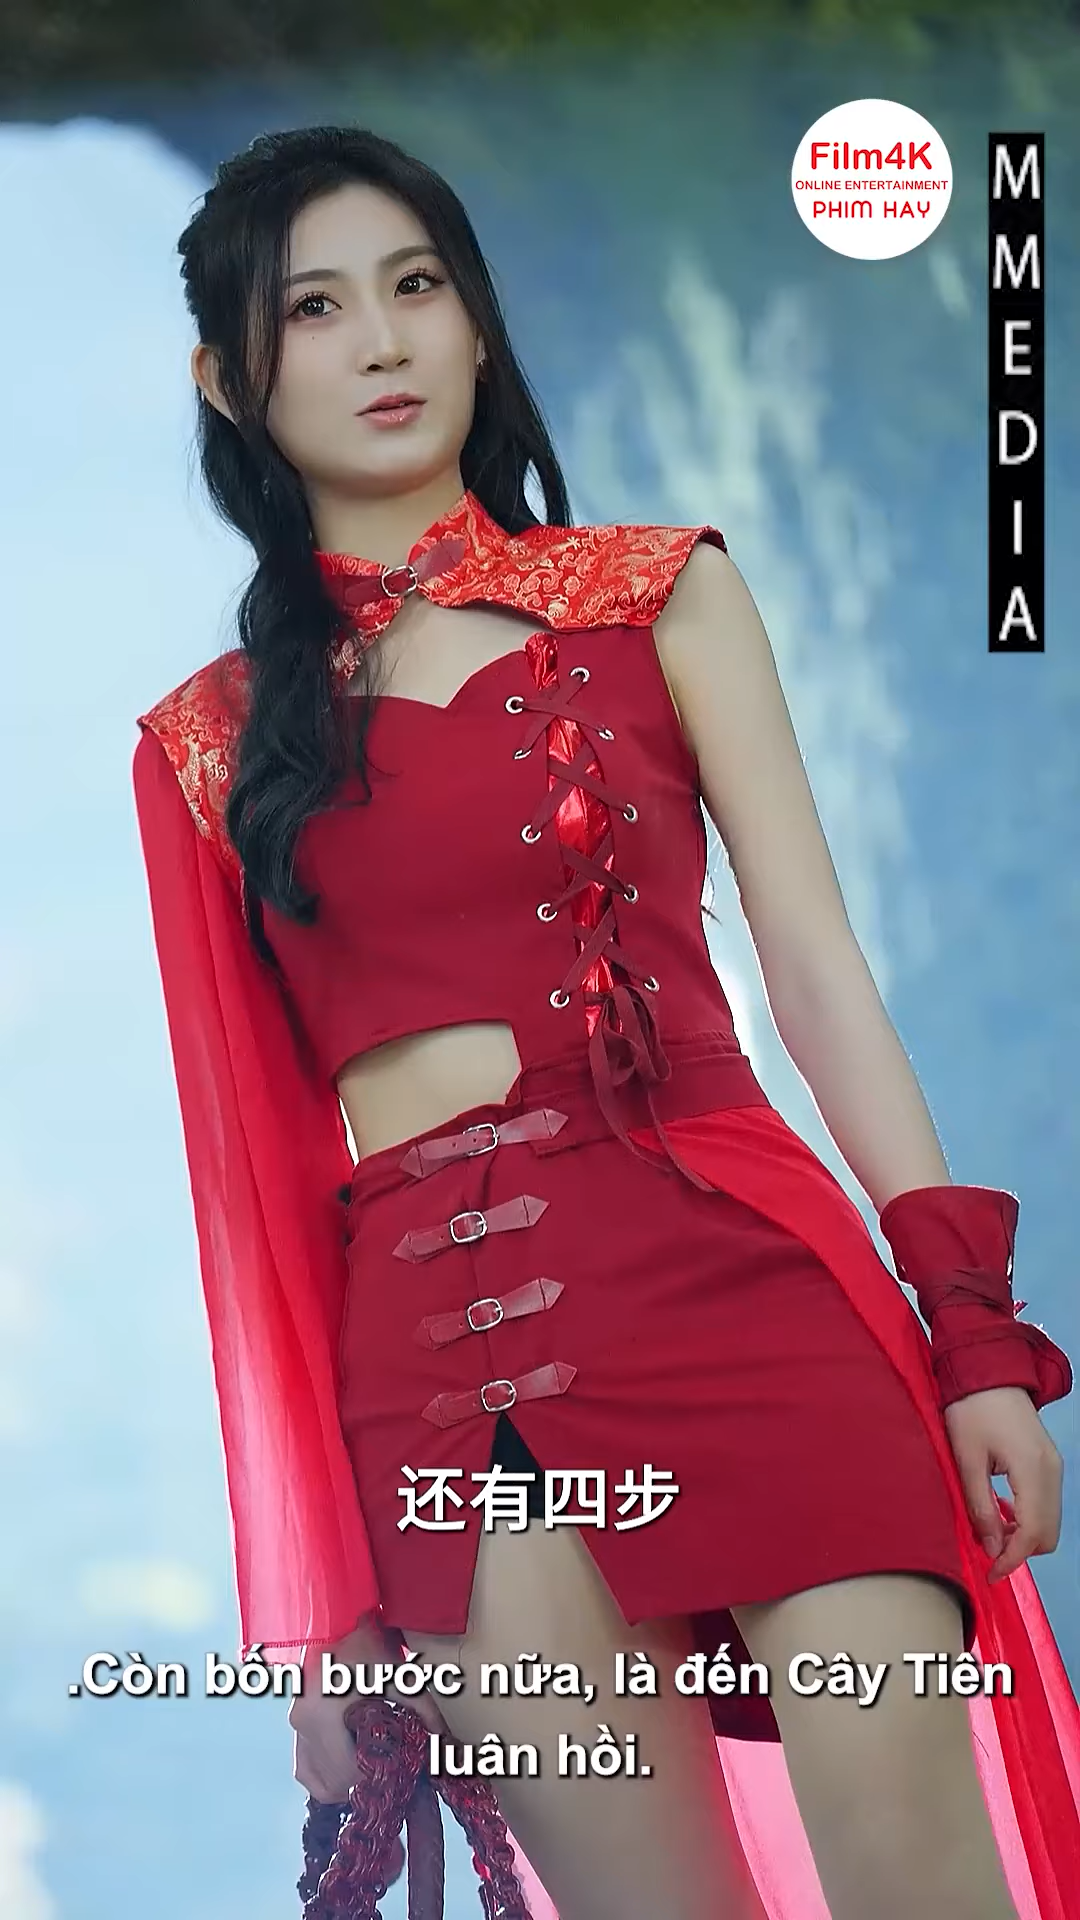 Film4K
ONLINE ENTERTAINMENT
PHIM HAY
MMEDIA
还有四步
.Còn bốn bước nữa, là đến Cây Tiên
luân hồi.